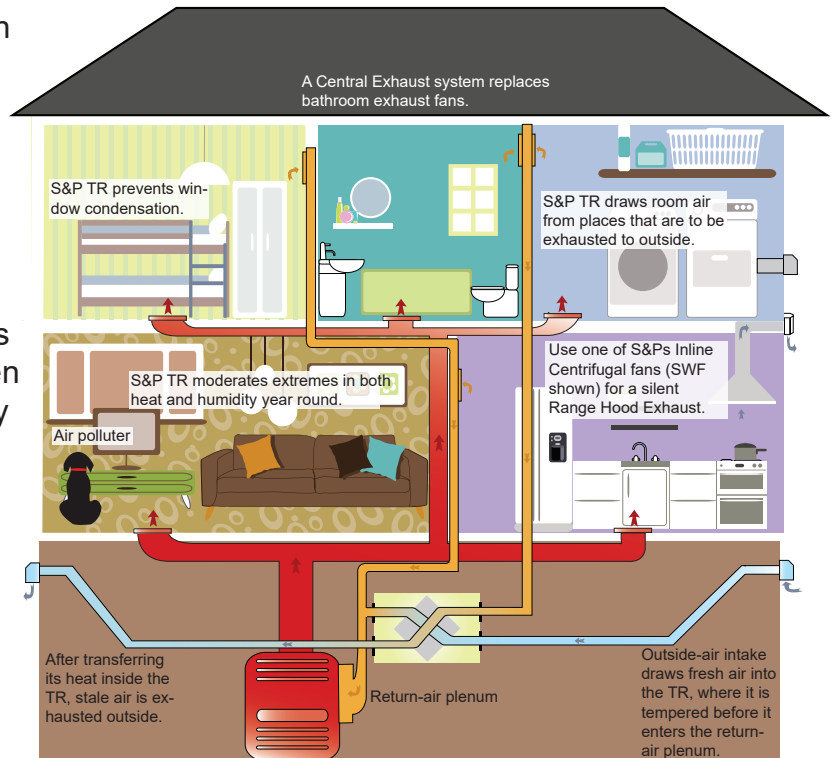 n
A Central Exhaust system replaces
bathroom exhaust fans.
S&P TR prevents win-
dow condensation.
S&P TR draws room air
from places that are to be
exhausted to outside.
s
en
y
S&P TR moderates extremes in both
heat and humidity year round.
Use one of S&Ps Inline
Centrifugal fans (SWF
shown) for a silent
Range Hood Exhaust.
Air polluter
After transferring
its heat inside the
TR, stale air is ex-
hausted outside.
Return-air plenum
Outside-air intake
draws fresh air into
the TR, where it is
tempered before it
enters the return-
air plenum.